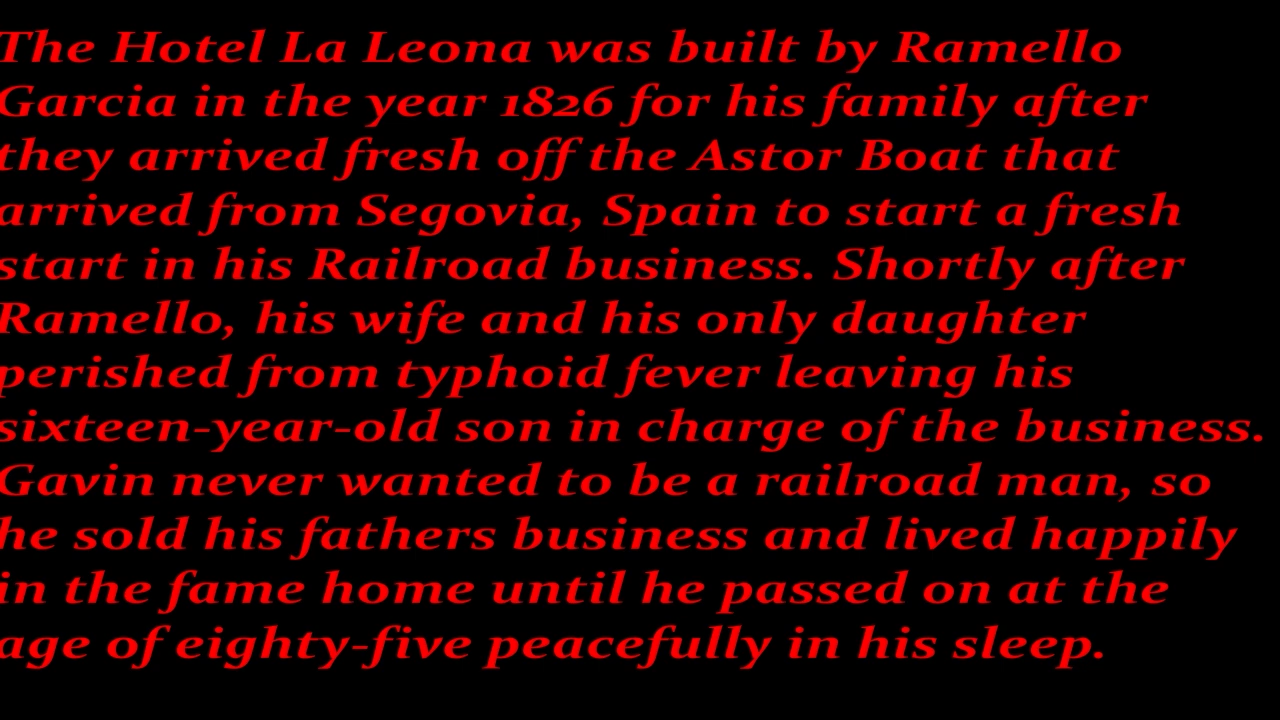 The Hotel La Leona was built by Ramello
Garcia in the year 1826 for his family after
they arrived fresh off the Astor Boat that
arrived from Segovia, Spain to start a fresh
start in his Railroad business. Shortly after
Ramello, his wife and his only daughter
perished from typhoid fever leaving his
sixteen-year-old son in charge of the business.
Gavin never wanted to be a railroad man, so
he sold his fathers business and lived happily
in the fame home until he passed on at the
age of eighty-five peacefully in his sleep.